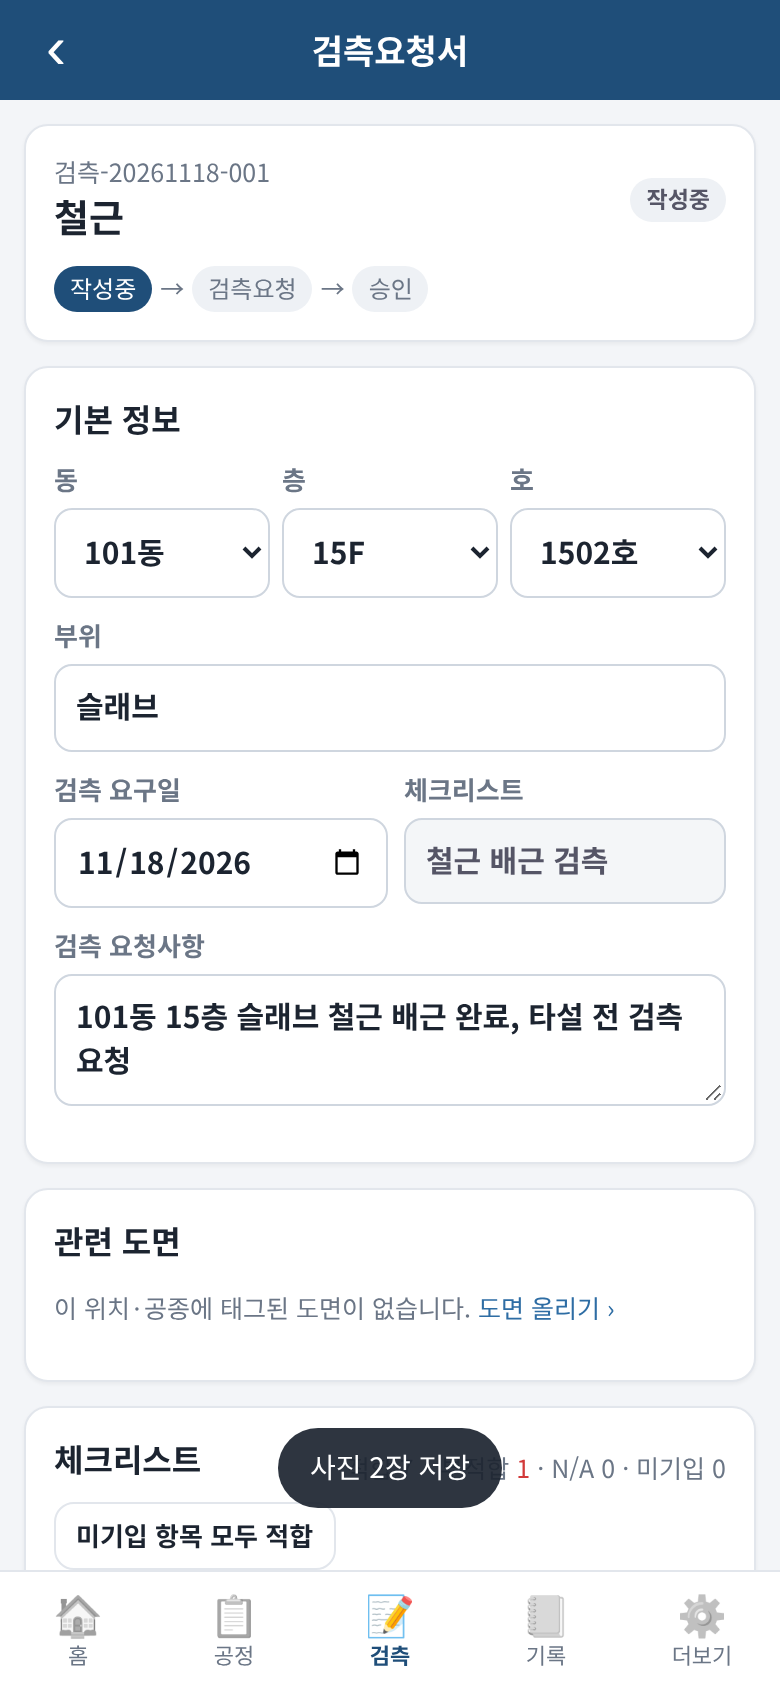 검측요청서
검측-20261118-001
철근
작성중
작성중 → 검측요청 → 승인
기본 정보
동 층 호
101동 15F 1502호
부위
슬래브
검측 요구일 체크리스트
11/18/2026 철근 배근 검측
검측 요청사항
101동 15층 슬래브 철근 배근 완료, 타설 전 검측
요청
관련 도면
이 위치·공종에 태그된 도면이 없습니다. 도면 올리기 ›
체크리스트
사진 2장 저장
1 · N/A 0 · 미기입 0
미기입 항목 모두 적합
홈 공정 검측 기록 더보기